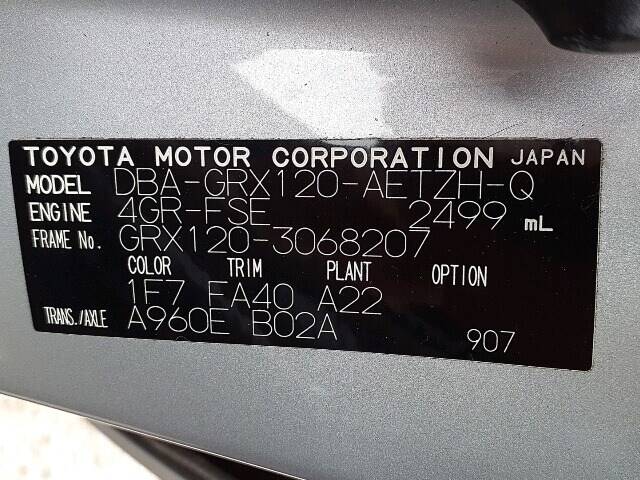 TOYOTA MOTOR CORPORATION JAPAN
MODEL DBA-GRX120-AETZH-Q
ENGINE 4GR-FSE 2499 mL
FRAME No. GRX120-3068207
COLOR TRIM PLANT OPTION
1F7 FA40 A22
TRANS./AXLE A960E B02A 907